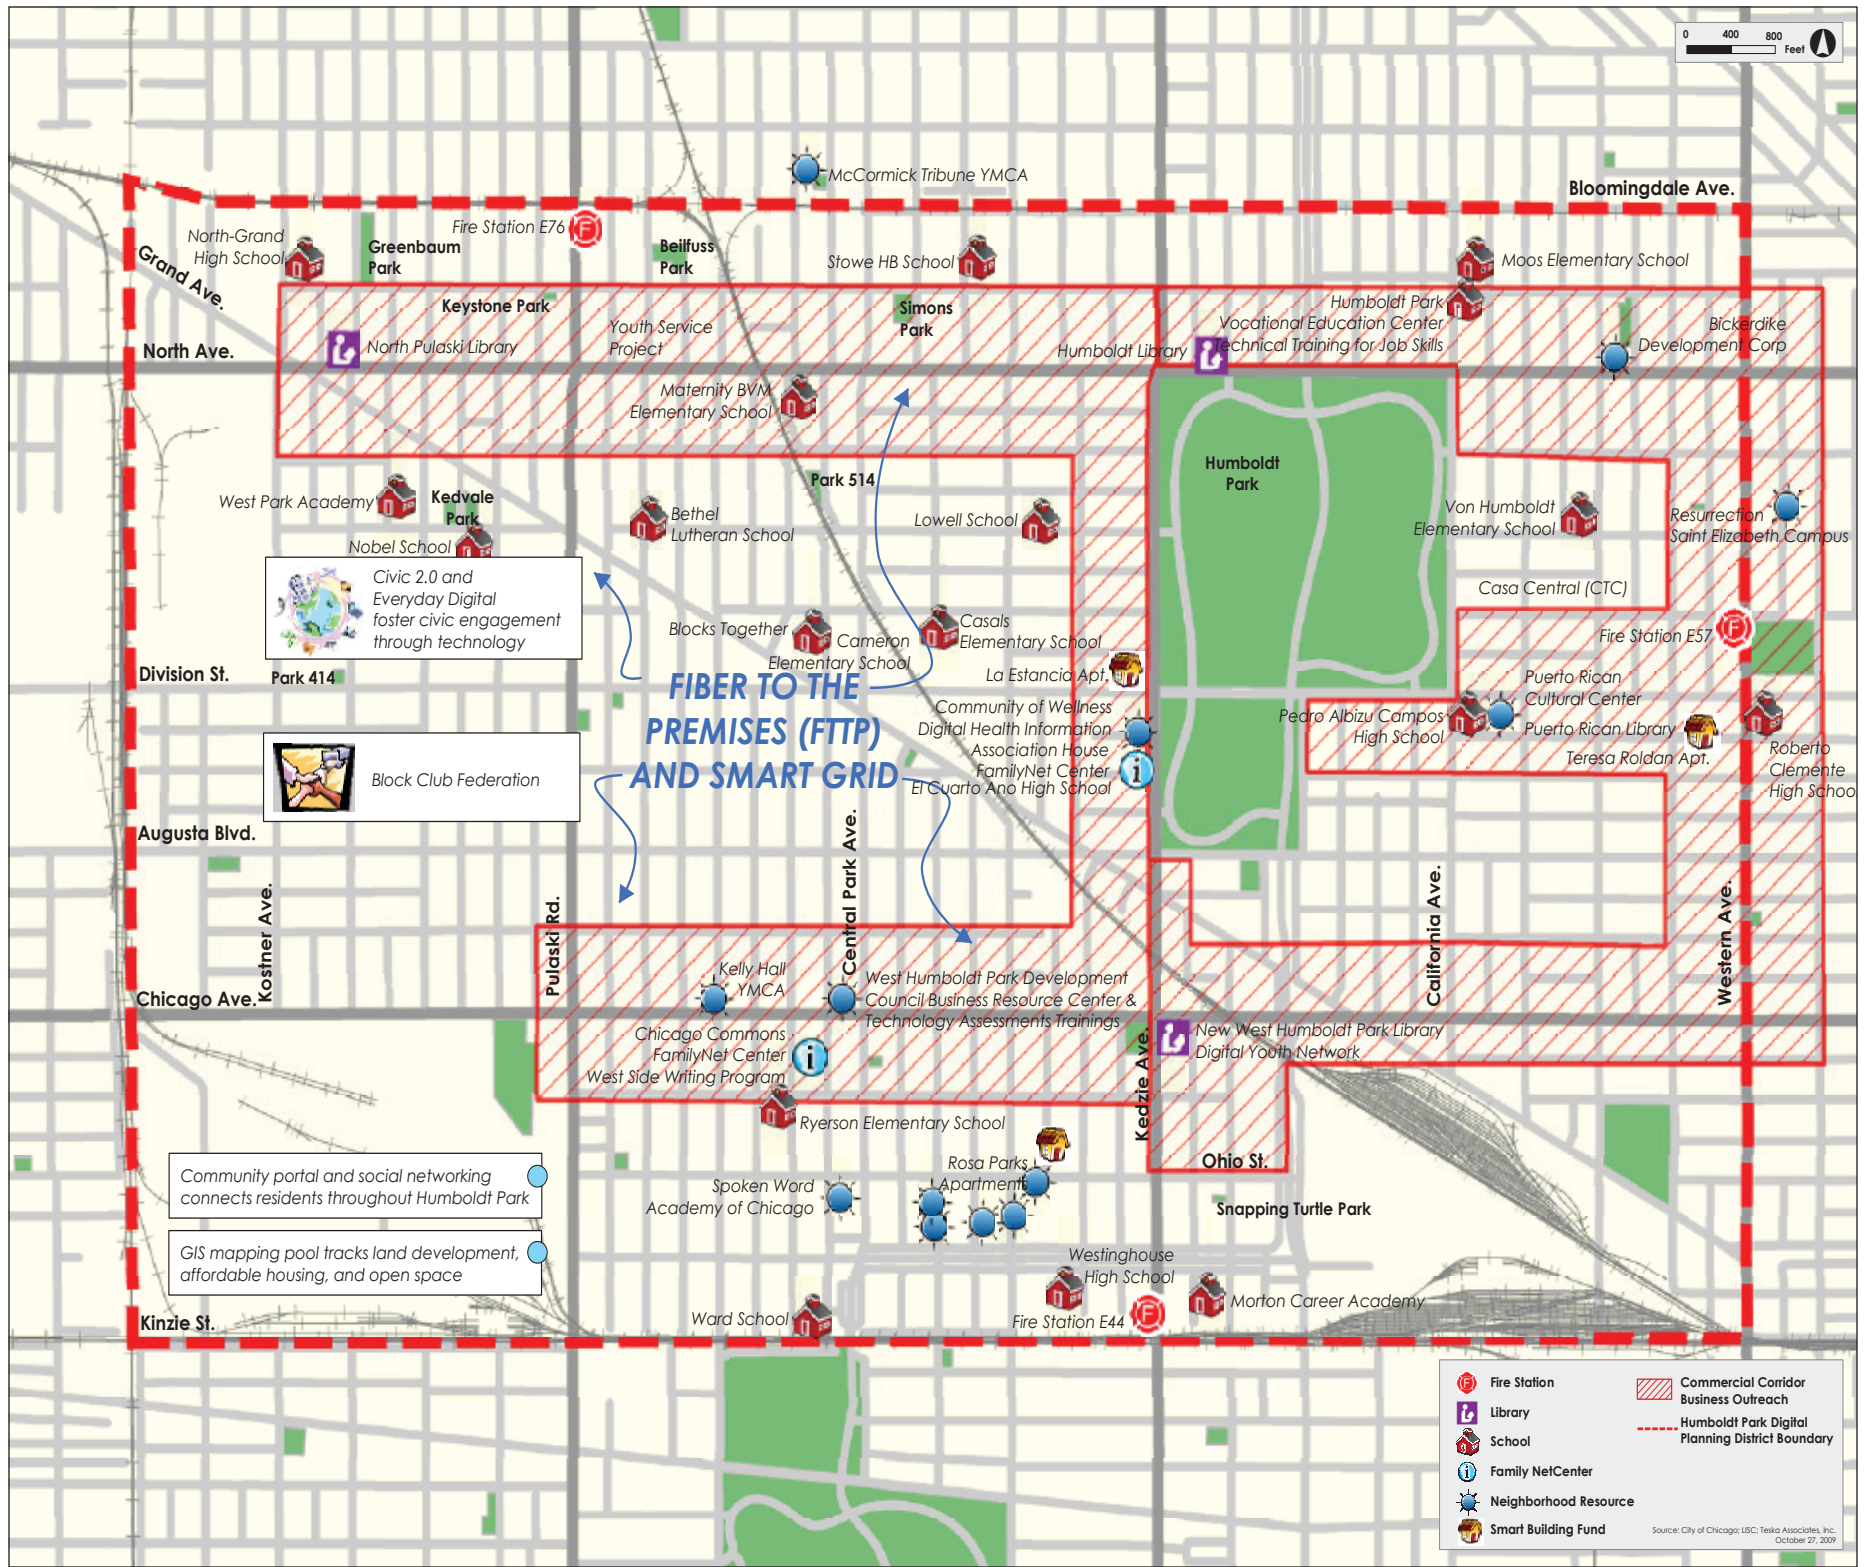 0 400 800
Feet
McCormick Tribune YMCA
Bloomingdale Ave.
North-Grand
High School
Greenbaum
Park
Fire Station E76
Beilfuss
Park
Stowe HB School
Moos Elementary School
Grand Ave.
Keystone Park
Simons
Park
Humboldt Park
Vocational Education Center
Technical Training for Job Skills
Bickerdike
Development Corp
Youth Service
Project
North Ave.
North Pulaski Library
Humboldt Library
Maternity BVM
Elementary School
Humboldt
Park
Park 514
West Park Academy
Kedvale
Park
Bethel
Lutheran School
Lowell School
Von Humboldt
Elementary School
Resurrection
Saint Elizabeth Campus
Nobel School
Civic 2.0 and
Everyday Digital
foster civic engagement
through technology
Casa Central (CTC)
Blocks Together
Cameron
Elementary School
Casals
Elementary School
Fire Station E57
Division St.
Park 414
La Estancia Apt.
FIBER TO THE
PREMISES (FTTP)
AND SMART GRID
Community of Wellness
Digital Health Information
Association House
FamilyNet Center
El Cuarto Ano High School
Pedro Albizu Campos
High School
Puerto Rican
Cultural Center
Puerto Rican Library
Teresa Roldan Apt.
Roberto
Clemente
High School
Block Club Federation
Augusta Blvd.
Kostner Ave.
Pulaski Rd.
Central Park Ave.
California Ave.
Western Ave.
Chicago Ave.
Kelly Hall
YMCA
West Humboldt Park Development
Council Business Resource Center &
Technology Assessments Trainings
Chicago Commons
FamilyNet Center
West Side Writing Program
New West Humboldt Park Library
Digital Youth Network
Kedzie Ave.
Ryerson Elementary School
Ohio St.
Rosa Parks
Apartments
Community portal and social networking
connects residents throughout Humboldt Park
Spoken Word
Academy of Chicago
Snapping Turtle Park
GIS mapping pool tracks land development,
affordable housing, and open space
Westinghouse
High School
Morton Career Academy
Kinzie St.
Ward School
Fire Station E44
Fire Station
Library
School
Family NetCenter
Neighborhood Resource
Smart Building Fund
Commercial Corridor
Business Outreach
Humboldt Park Digital
Planning District Boundary
Source: City of Chicago; LISC; Teska Associates, Inc.
October 27, 2009